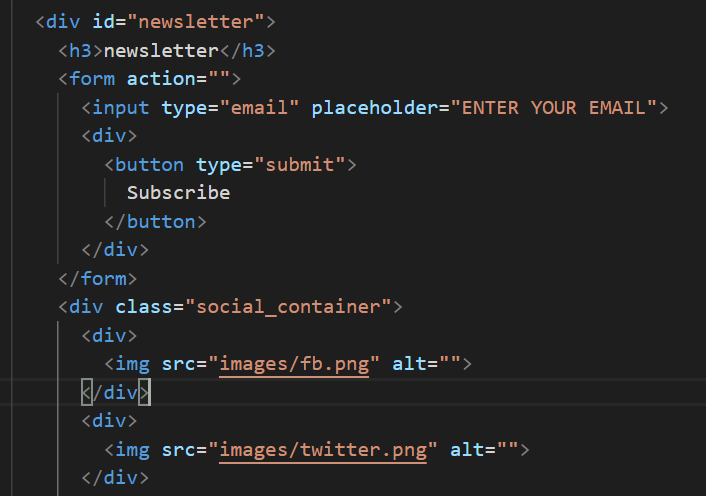 <div id="newsletter">
<h3>newsletter</h3>
<form action="">
<input type="email" placeholder="ENTER YOUR EMAIL">
<div>
<button type="submit">
Subscribe
</button>
</div>
</form>
<div class="social_container">
<div>
<img src="images/fb.png" alt="">
</div>
<div>
<img src="images/twitter.png" alt="">
</div>